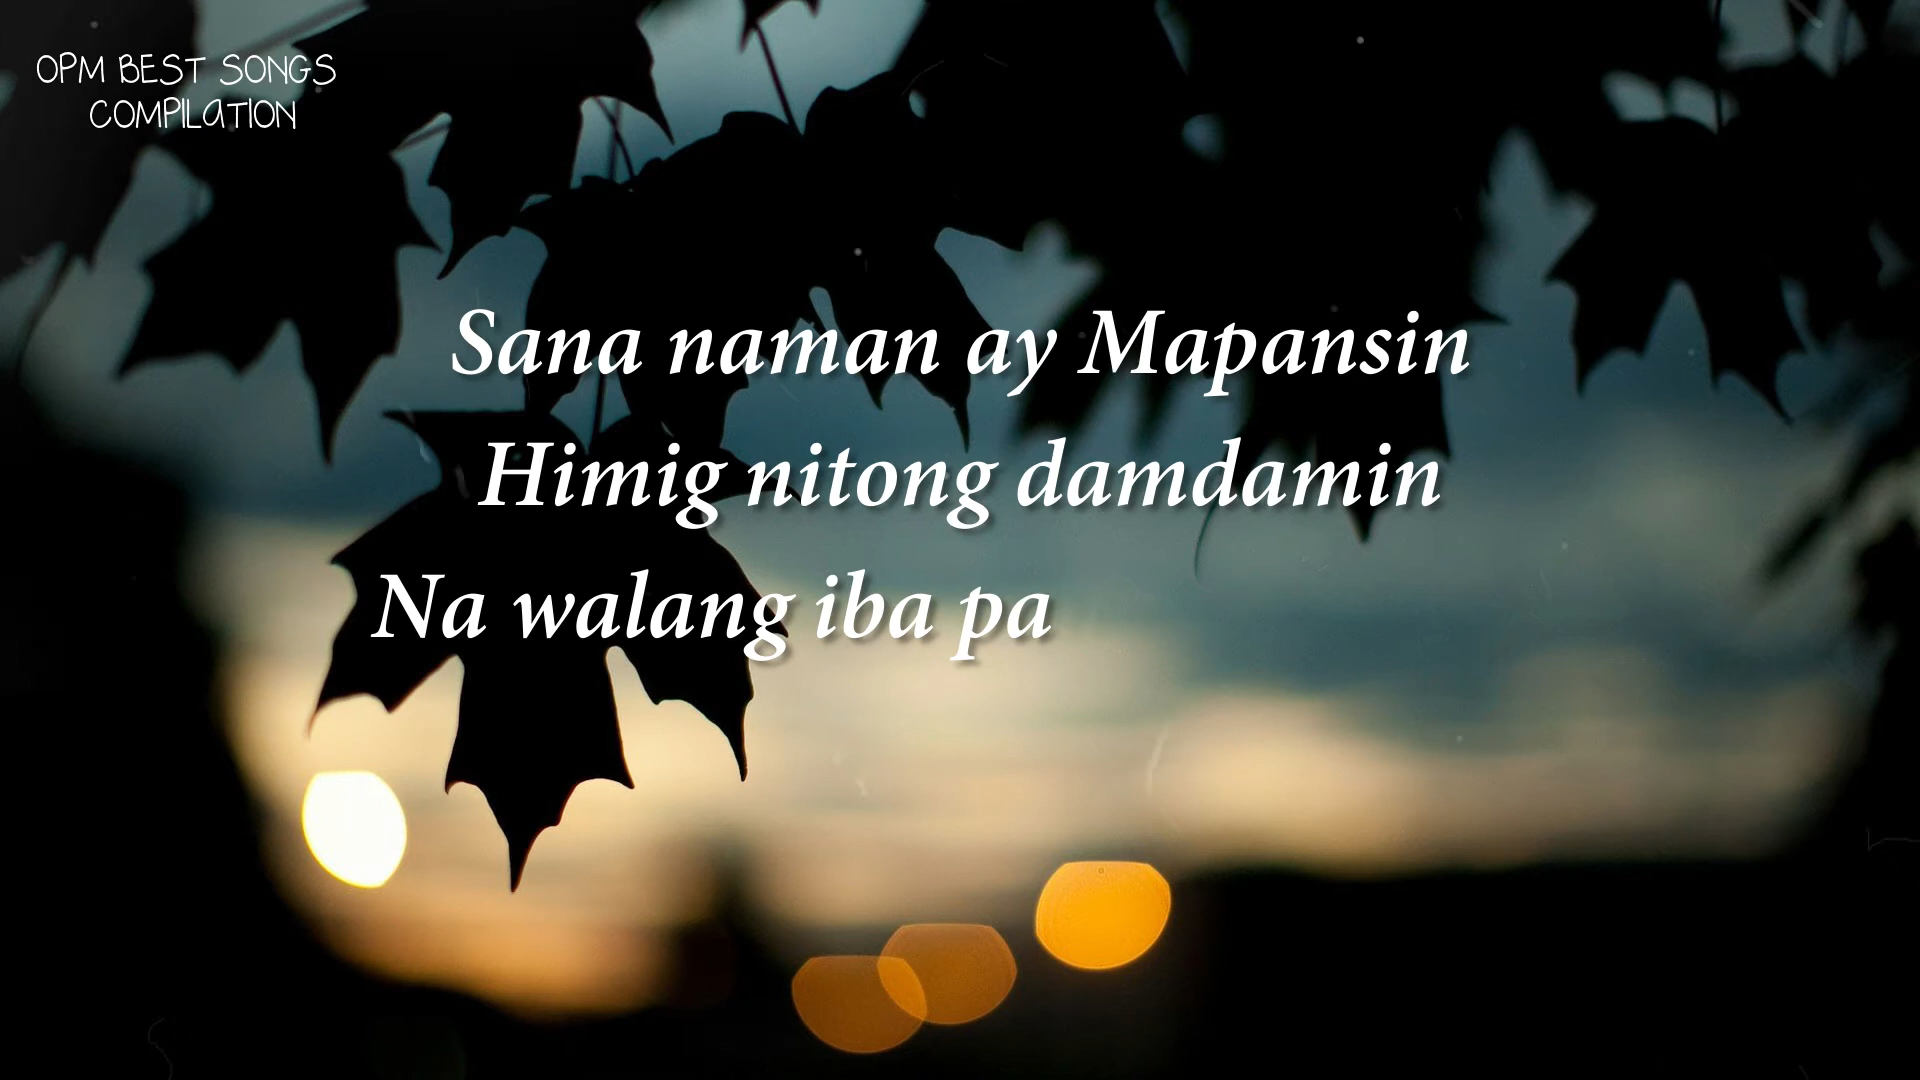 OPM BEST SONGS
COMPILATION
Sana naman ay Mapansin
Himig nitong damdamin
Na walang iba pa